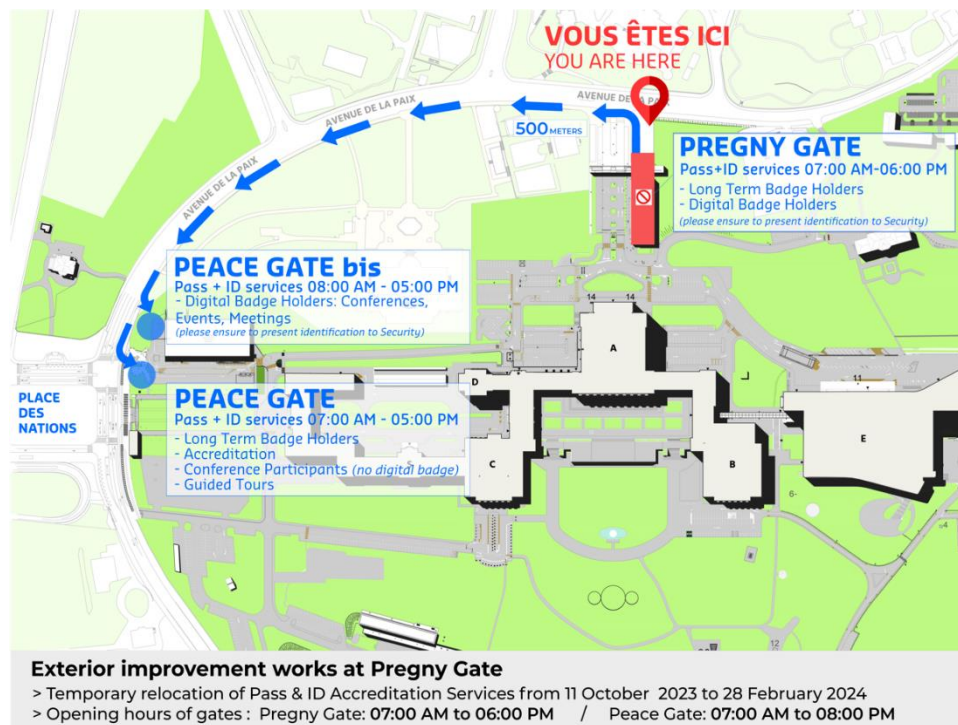 VOUS ÊTES ICI
YOU ARE HERE
AVENUE DE LA PAIX
AVENUE DE LA PAI
500 METERS
PREGNY GATE
Pass+ID services 07:00 AM-06:00 PM
- Long Term Badge Holders
- Digital Badge Holders
(please ensure to present identification to Security)
AVENUE DE LA PAIX
PEACE GATE bis
Pass + ID services 08:00 AM - 05:00 PM
- Digital Badge Holders: Conferences,
Events, Meetings
(please ensure to present identification to Security)
14 14
A
D
11
PLACE
DES
NATIONS
PEACE GATE
Pass + ID services 07:00 AM - 05:00 PM
- Long Term Badge Holders
- Accreditation
- Conference Participants (no digital badge)
- Guided Tours
C
B
E
6
4
12
Exterior improvement works at Pregny Gate
> Temporary relocation of Pass & ID Accreditation Services from 11 October 2023 to 28 February 2024
> Opening hours of gates : Pregny Gate: 07:00 AM to 06:00 PM / Peace Gate: 07:00 AM to 08:00 PM